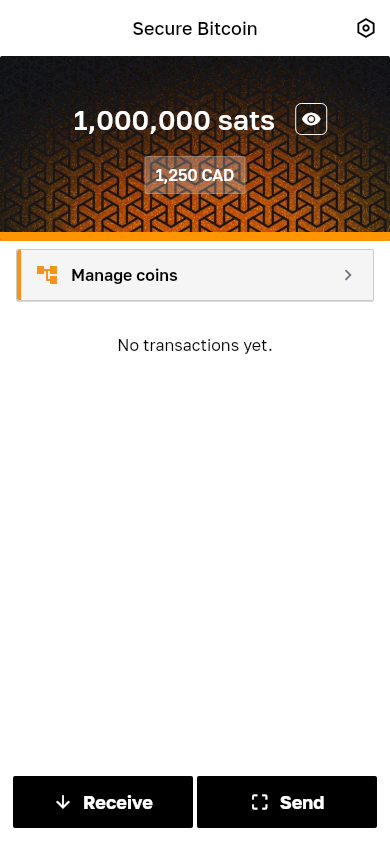 Secure Bitcoin
1,000,000 sats
1,250 CAD
Manage coins
No transactions yet.
Receive
Send